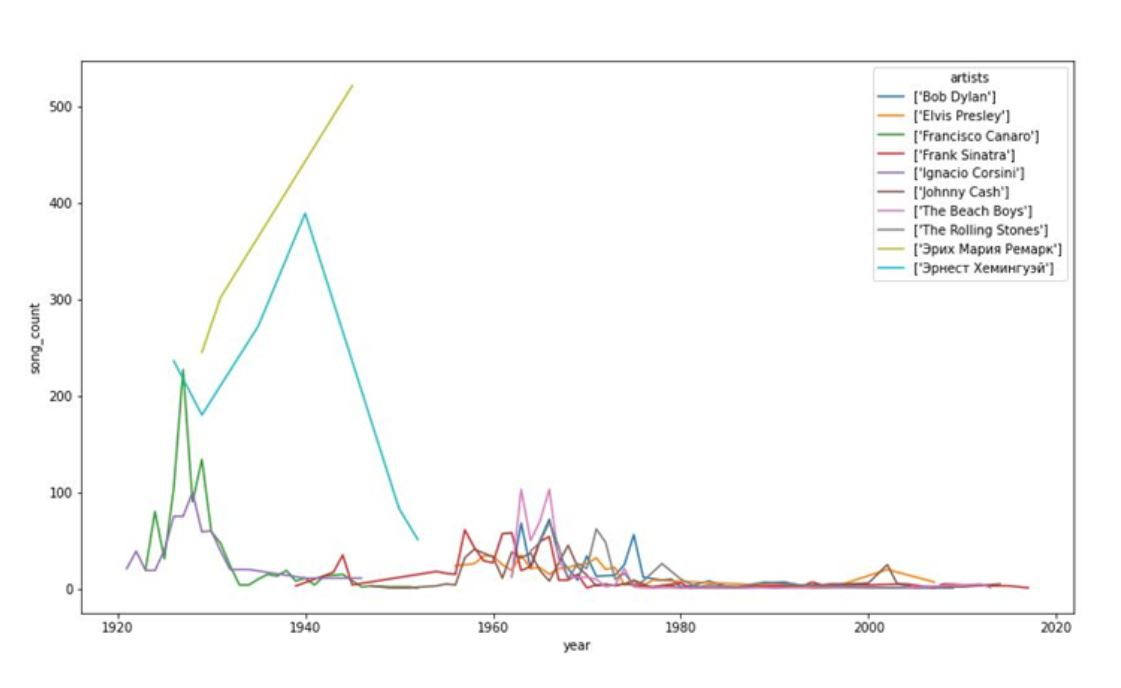 artists
['Bob Dylan']
['Elvis Presley']
['Francisco Canaro']
['Frank Sinatra']
['Ignacio Corsini']
['Johnny Cash']
['The Beach Boys']
['The Rolling Stones']
['Эрих Мария Ремарк']
['Эрнест Хемингуэй']
500
400
300
200
100
0
song_count
1920 1940 1960 1980 2000 2020
year